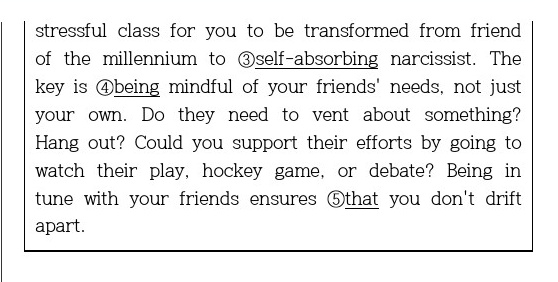 stressful class for you to be transformed from friend
of the millennium to ③self-absorbing narcissist. The
key is ④being mindful of your friends' needs, not just
your own. Do they need to vent about something?
Hang out? Could you support their efforts by going to
watch their play, hockey game, or debate? Being in
tune with your friends ensures ⑤that you don't drift
apart.